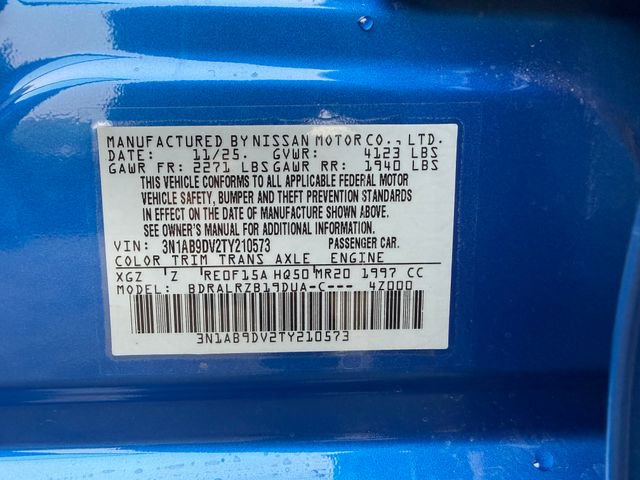 MANUFACTURED BY NISSAN MOTOR CO., LTD.
DATE: 11/25. GVWR: 4123 LBS
GAWR FR: 2271 LBS GAWR RR: 1940 LBS
THIS VEHICLE CONFORMS TO ALL APPLICABLE FEDERAL MOTOR
VEHICLE SAFETY, BUMPER AND THEFT PREVENTION STANDARDS
IN EFFECT ON THE DATE OF MANUFACTURE SHOWN ABOVE.
SEE OWNER'S MANUAL FOR ADDITIONAL INFORMATION.
VIN: 3N1AB9DV2TY210573 PASSENGER CAR.
COLOR TRIM TRANS AXLE ENGINE
XGZ Z RE0F15A HQ50 MR20 1997 CC
MODEL: BDRALRZB19DUA-C--- 4Z000
3N1AB9DV2TY210573